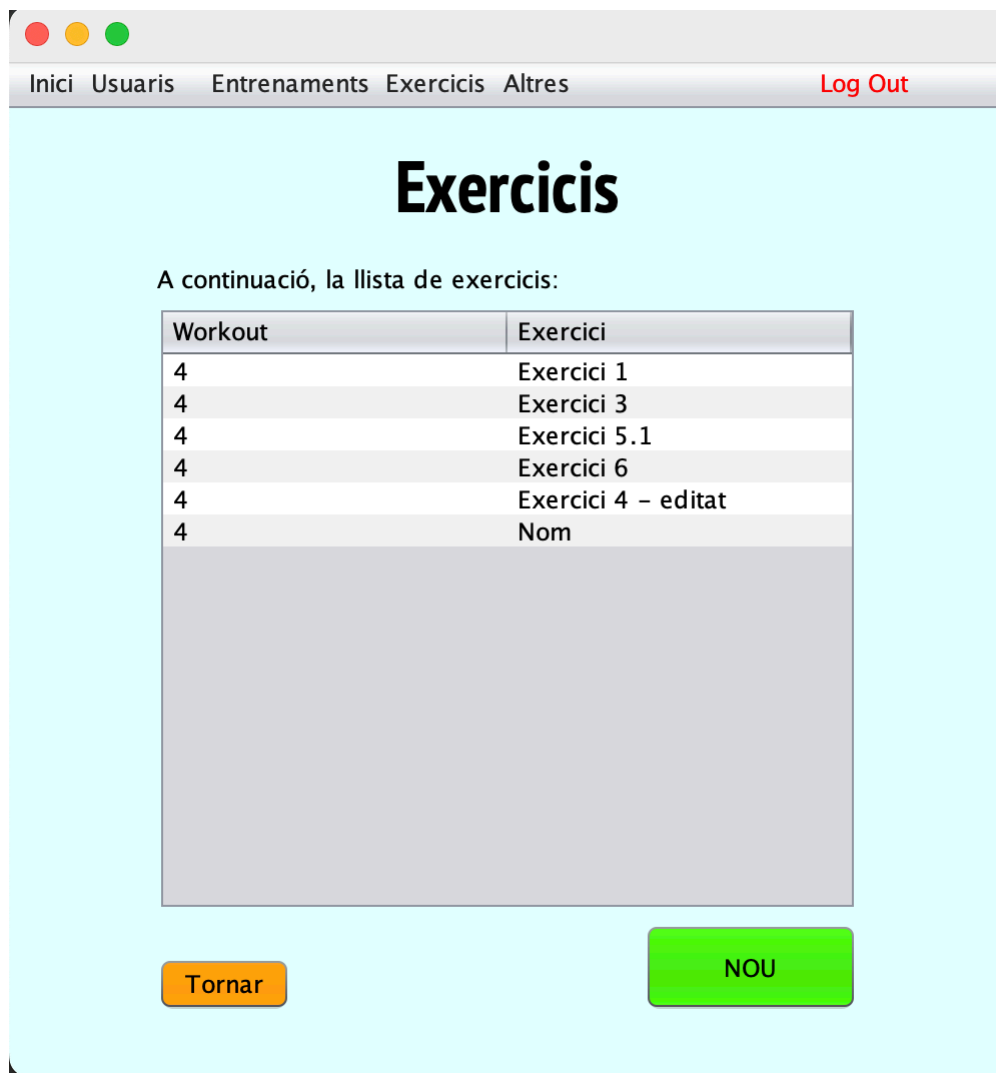 Inici Usuaris Entrenaments Exercicis Altres Log Out
Exercicis
A continuació, la llista de exercicis:
Workout Exercici
4 Exercici 1
4 Exercici 3
4 Exercici 5.1
4 Exercici 6
4 Exercici 4 - editat
4 Nom
NOU
Tornar